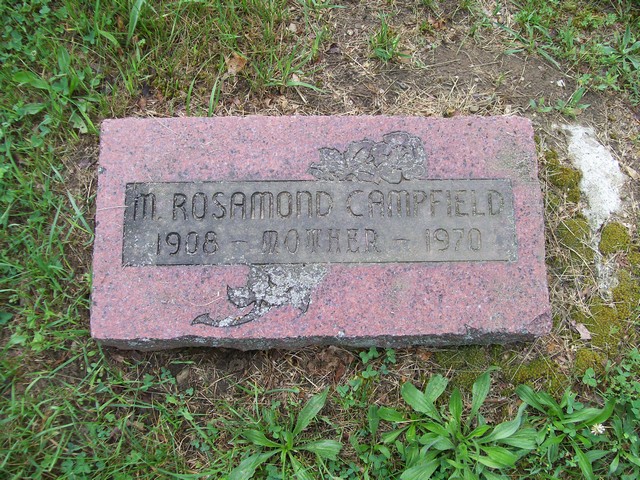 M. ROSAMOND CAMPFIELD
1908 - MOTHER - 1970